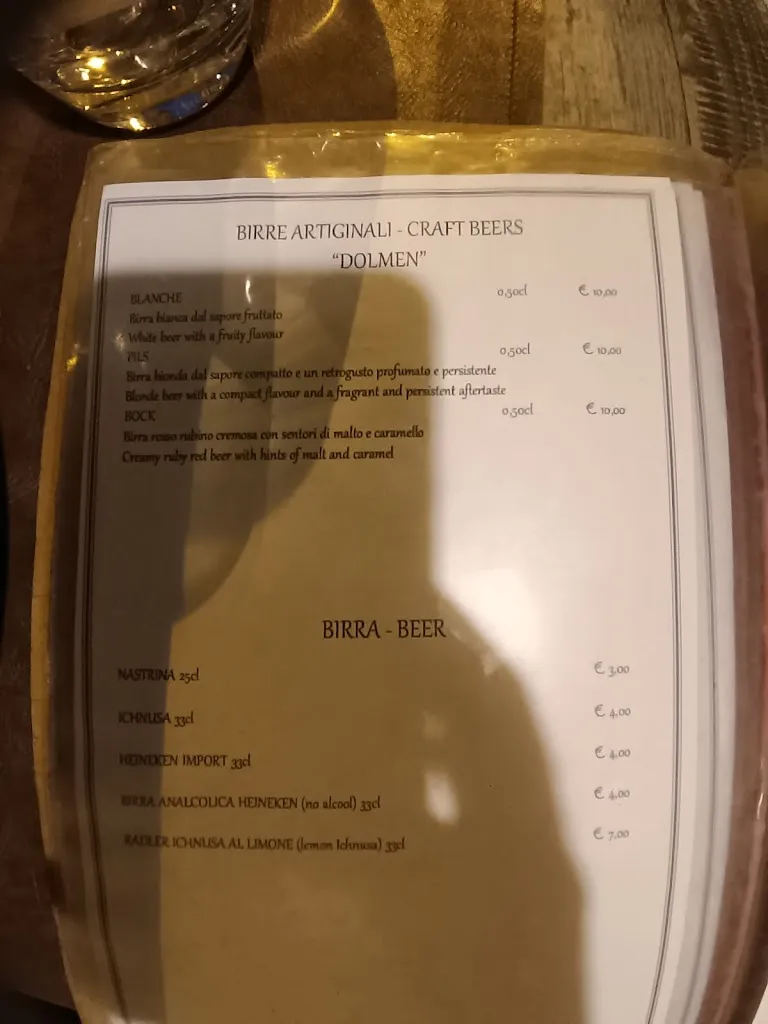 BIRRE ARTIGINALI - CRAFT BEERS
“DOLMEN”
BLANCHE 0,50cl € 10,00
Birra bianca dal sapore fruttato
White beer with a fruity flavour
PILS 0,50cl € 10,00
Birra bionda dal sapore compatto e un retrogusto profumato e persistente
Blonde beer with a compact flavour and a fragrant and persistent aftertaste
BOCK 0,50cl € 10,00
Birra rosso rubino cremosa con sentori di malto e caramello
Creamy ruby red beer with hints of malt and caramel
BIRRA - BEER
NASTRINA 25cl € 3,00
ICHNUSA 33cl € 4,00
HEINEKEN IMPORT 33cl € 4,00
BIRRA ANALCOLICA HEINEKEN (no alcol) 33cl € 4,00
RADLER ICHNUSA AL LIMONE (lemon Ichnusa) 33cl € 7,00